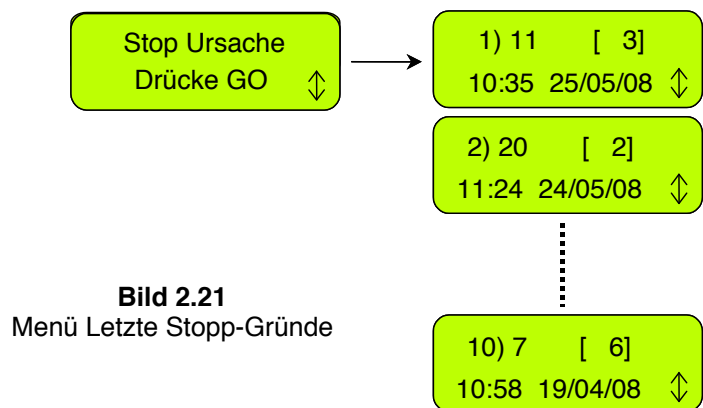 Stop Ursache
Drücke GO
1) 11 [ 3]
10:35 25/05/08
2) 20 [ 2]
11:24 24/05/08
10) 7 [ 6]
10:58 19/04/08
Bild 2.21
Menü Letzte Stopp-Gründe